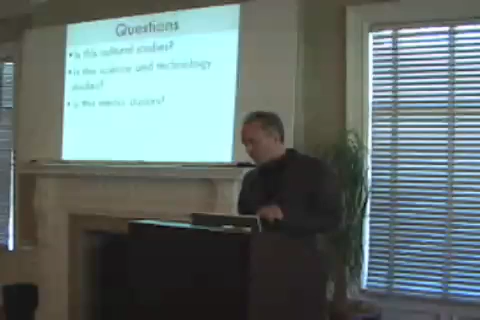 Questions
• Is this cultural studies?
• Is this science and technology
studies?
• Is this media studies?